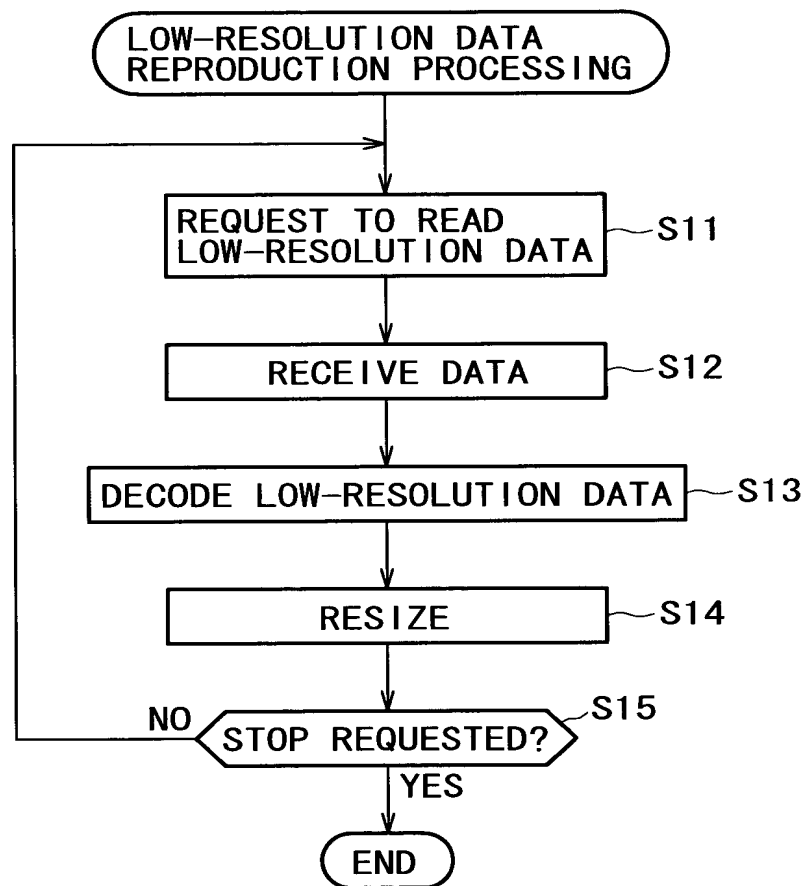 LOW-RESOLUTION DATA
REPRODUCTION PROCESSING
REQUEST TO READ
LOW-RESOLUTION DATA
S11
RECEIVE DATA
S12
DECODE LOW-RESOLUTION DATA
S13
RESIZE
S14
STOP REQUESTED?
S15
NO
YES
END